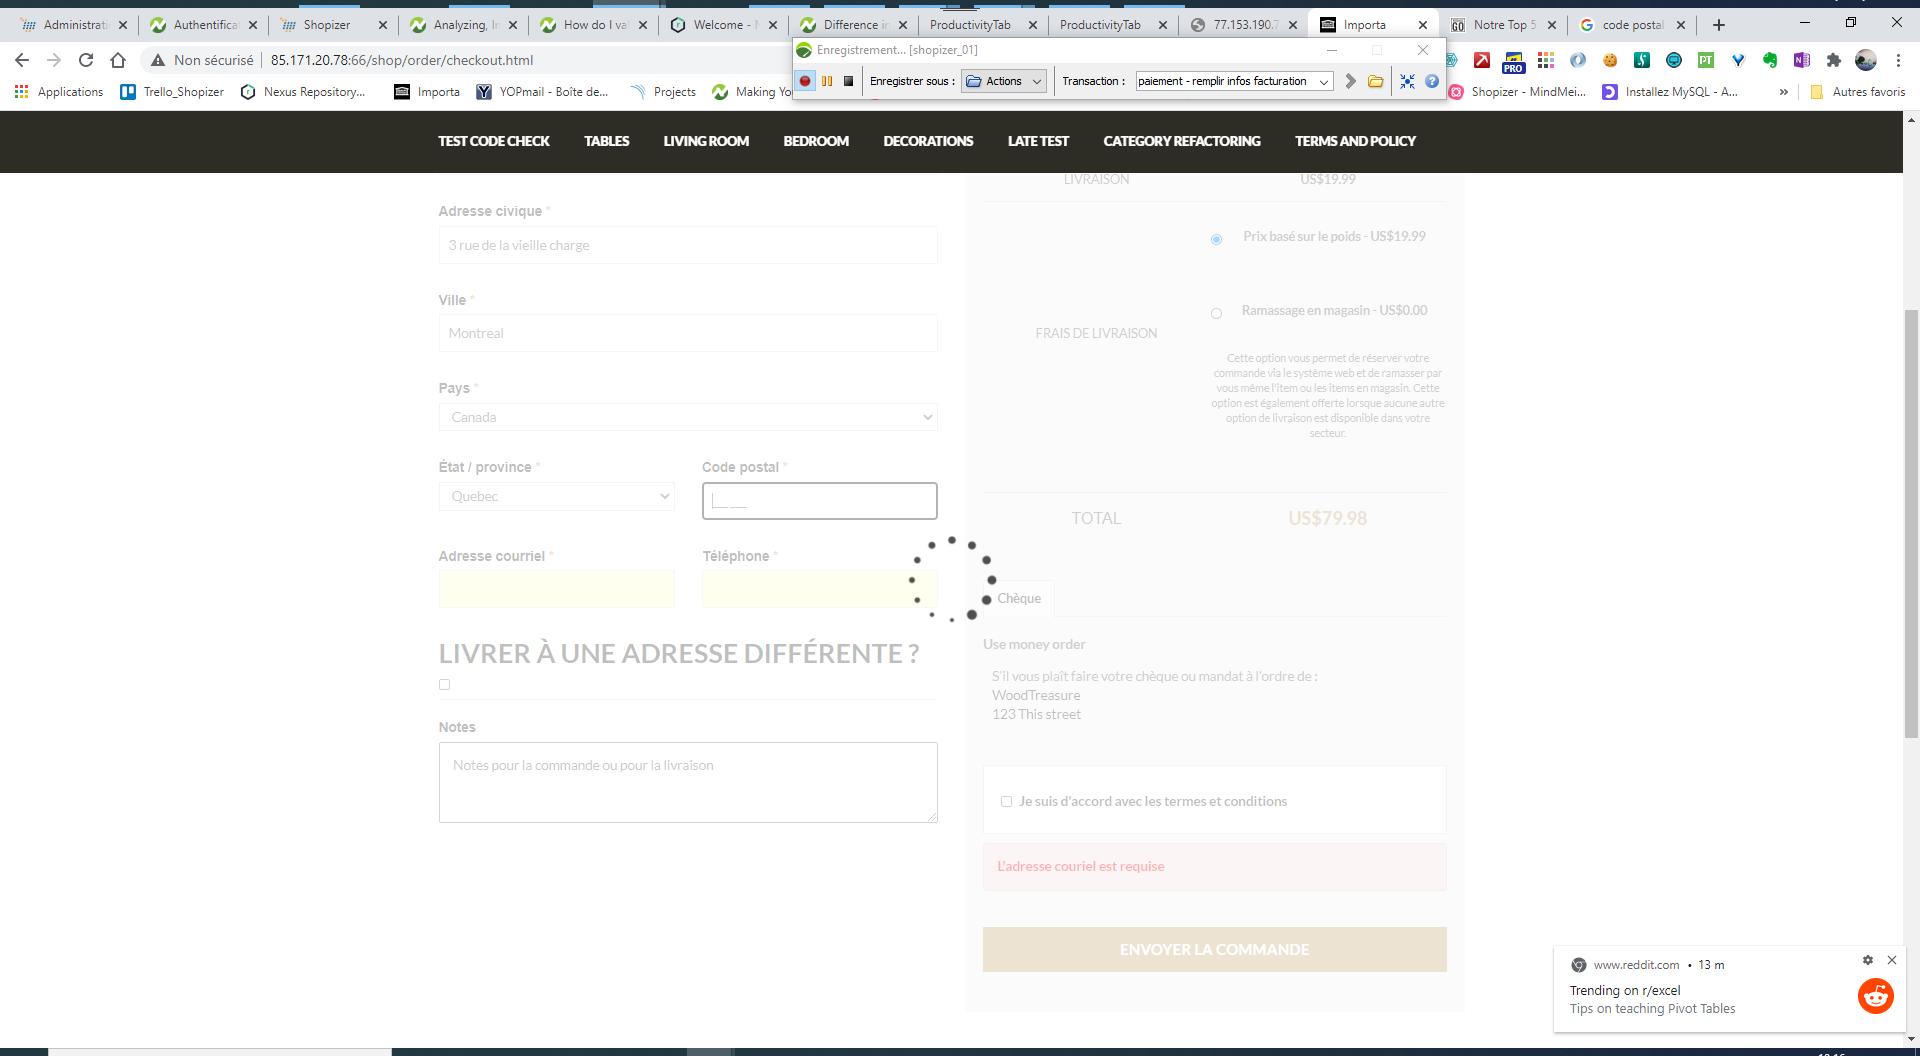 Administrati
Authentificat
Shopizer
Analyzing, In
How do I val
Welcome - N
Difference in
ProductivityTab
ProductivityTab
77.153.190.7
Importa
Notre Top 5
code postal
Enregistrement... [shopizer_01]
Non sécurisé
85.171.20.78:66/shop/order/checkout.html
Enregistrer sous :
Actions
Transaction :
paiement - remplir infos facturation
PRO
Applications
Trello_Shopizer
Nexus Repository...
Importa
YOPmail - Boîte de...
Projects
Making Yo
Shopizer - MindMei...
Installez MySQL - A...
Autres favoris
TEST CODE CHECK
TABLES
LIVING ROOM
BEDROOM
DECORATIONS
LATE TEST
CATEGORY REFACTORING
TERMS AND POLICY
Adresse civique *
3 rue de la vieille charge
Ville *
Montreal
Pays *
Canada
État / province *
Code postal *
Quebec
Adresse courriel *
Téléphone *
LIVRER À UNE ADRESSE DIFFÉRENTE ?
Notes
Notes pour la commande ou pour la livraison
LIVRAISON
US$19.99
Prix basé sur le poids - US$19.99
Ramassage en magasin - US$0.00
FRAIS DE LIVRAISON
Cette option vous permet de réserver votre
commande via le système web et de ramasser par
vous même l'item ou les items en magasin. Cette
option est également offerte lorsque aucune autre
option de livraison est disponible dans votre
secteur.
TOTAL
US$79.98
Chèque
Use money order
S'il vous plaît faire votre chèque ou mandat à l'ordre de :
WoodTreasure
123 This street
Je suis d'accord avec les termes et conditions
L'adresse couriel est requise
ENVOYER LA COMMANDE
www.reddit.com • 13 m
Trending on r/excel
Tips on teaching Pivot Tables